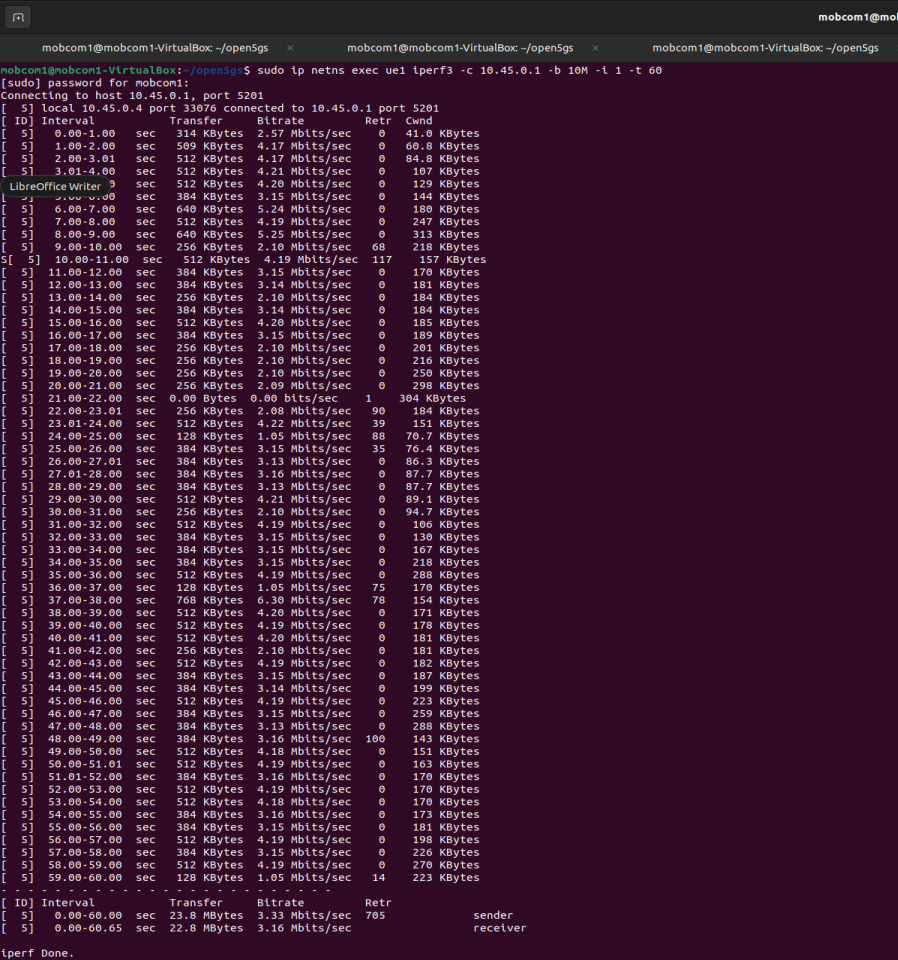 mobcom1@mo
mobcom1@mobcom1-VirtualBox: ~/open5gs × mobcom1@mobcom1-VirtualBox: ~/open5gs × mobcom1@mobcom1-VirtualBox: ~/open5gs
mobcom1@mobcom1-VirtualBox:~/open5gs$ sudo ip netns exec ue1 iperf3 -c 10.45.0.1 -b 10M -i 1 -t 60
[sudo] password for mobcom1:
Connecting to host 10.45.0.1, port 5201
[  5] local 10.45.0.4 port 33076 connected to 10.45.0.1 port 5201
[ ID] Interval           Transfer     Bitrate         Retr  Cwnd
[  5]   0.00-1.00   sec   314 KBytes  2.57 Mbits/sec    0   41.0 KBytes
[  5]   1.00-2.00   sec   509 KBytes  4.17 Mbits/sec    0   60.8 KBytes
[  5]   2.00-3.01   sec   512 KBytes  4.17 Mbits/sec    0   84.8 KBytes
[  5]   3.01-4.00   sec   512 KBytes  4.21 Mbits/sec    0    107 KBytes
LibreOffice Writer 0   sec   512 KBytes  4.20 Mbits/sec    0    129 KBytes
[  5]   sec   384 KBytes  3.15 Mbits/sec    0    144 KBytes
[  5]   6.00-7.00   sec   640 KBytes  5.24 Mbits/sec    0    180 KBytes
[  5]   7.00-8.00   sec   512 KBytes  4.19 Mbits/sec    0    247 KBytes
[  5]   8.00-9.00   sec   640 KBytes  5.25 Mbits/sec    0    313 KBytes
[  5]   9.00-10.00  sec   256 KBytes  2.10 Mbits/sec   68    218 KBytes
S[  5]  10.00-11.00  sec   512 KBytes  4.19 Mbits/sec  117    157 KBytes
[  5]  11.00-12.00  sec   384 KBytes  3.15 Mbits/sec    0    170 KBytes
[  5]  12.00-13.00  sec   384 KBytes  3.14 Mbits/sec    0    181 KBytes
[  5]  13.00-14.00  sec   256 KBytes  2.10 Mbits/sec    0    184 KBytes
[  5]  14.00-15.00  sec   384 KBytes  3.14 Mbits/sec    0    184 KBytes
[  5]  15.00-16.00  sec   512 KBytes  4.20 Mbits/sec    0    185 KBytes
[  5]  16.00-17.00  sec   384 KBytes  3.15 Mbits/sec    0    189 KBytes
[  5]  17.00-18.00  sec   256 KBytes  2.10 Mbits/sec    0    201 KBytes
[  5]  18.00-19.00  sec   256 KBytes  2.10 Mbits/sec    0    216 KBytes
[  5]  19.00-20.00  sec   256 KBytes  2.10 Mbits/sec    0    250 KBytes
[  5]  20.00-21.00  sec   256 KBytes  2.09 Mbits/sec    0    298 KBytes
[  5]  21.00-22.00  sec  0.00 Bytes  0.00 bits/sec    1    304 KBytes
[  5]  22.00-23.01  sec   256 KBytes  2.08 Mbits/sec   90    184 KBytes
[  5]  23.01-24.00  sec   512 KBytes  4.22 Mbits/sec   39    151 KBytes
[  5]  24.00-25.00  sec   128 KBytes  1.05 Mbits/sec   88   70.7 KBytes
[  5]  25.00-26.00  sec   384 KBytes  3.15 Mbits/sec   35   76.4 KBytes
[  5]  26.00-27.01  sec   384 KBytes  3.13 Mbits/sec    0   86.3 KBytes
[  5]  27.01-28.00  sec   384 KBytes  3.16 Mbits/sec    0   87.7 KBytes
[  5]  28.00-29.00  sec   384 KBytes  3.13 Mbits/sec    0   87.7 KBytes
[  5]  29.00-30.00  sec   512 KBytes  4.21 Mbits/sec    0   89.1 KBytes
[  5]  30.00-31.00  sec   256 KBytes  2.10 Mbits/sec    0   94.7 KBytes
[  5]  31.00-32.00  sec   512 KBytes  4.19 Mbits/sec    0    106 KBytes
[  5]  32.00-33.00  sec   384 KBytes  3.15 Mbits/sec    0    130 KBytes
[  5]  33.00-34.00  sec   384 KBytes  3.15 Mbits/sec    0    167 KBytes
[  5]  34.00-35.00  sec   384 KBytes  3.15 Mbits/sec    0    218 KBytes
[  5]  35.00-36.00  sec   512 KBytes  4.19 Mbits/sec    0    288 KBytes
[  5]  36.00-37.00  sec   128 KBytes  1.05 Mbits/sec   75    170 KBytes
[  5]  37.00-38.00  sec   768 KBytes  6.30 Mbits/sec   78    154 KBytes
[  5]  38.00-39.00  sec   512 KBytes  4.20 Mbits/sec    0    171 KBytes
[  5]  39.00-40.00  sec   512 KBytes  4.19 Mbits/sec    0    178 KBytes
[  5]  40.00-41.00  sec   512 KBytes  4.20 Mbits/sec    0    181 KBytes
[  5]  41.00-42.00  sec   256 KBytes  2.10 Mbits/sec    0    181 KBytes
[  5]  42.00-43.00  sec   512 KBytes  4.19 Mbits/sec    0    182 KBytes
[  5]  43.00-44.00  sec   384 KBytes  3.15 Mbits/sec    0    187 KBytes
[  5]  44.00-45.00  sec   384 KBytes  3.14 Mbits/sec    0    199 KBytes
[  5]  45.00-46.00  sec   512 KBytes  4.19 Mbits/sec    0    223 KBytes
[  5]  46.00-47.00  sec   384 KBytes  3.15 Mbits/sec    0    259 KBytes
[  5]  47.00-48.00  sec   384 KBytes  3.13 Mbits/sec    0    288 KBytes
[  5]  48.00-49.00  sec   384 KBytes  3.16 Mbits/sec  100    143 KBytes
[  5]  49.00-50.00  sec   512 KBytes  4.18 Mbits/sec    0    151 KBytes
[  5]  50.00-51.01  sec   512 KBytes  4.19 Mbits/sec    0    163 KBytes
[  5]  51.01-52.00  sec   384 KBytes  3.16 Mbits/sec    0    170 KBytes
[  5]  52.00-53.00  sec   512 KBytes  4.19 Mbits/sec    0    170 KBytes
[  5]  53.00-54.00  sec   512 KBytes  4.18 Mbits/sec    0    170 KBytes
[  5]  54.00-55.00  sec   384 KBytes  3.16 Mbits/sec    0    173 KBytes
[  5]  55.00-56.00  sec   384 KBytes  3.15 Mbits/sec    0    181 KBytes
[  5]  56.00-57.00  sec   512 KBytes  4.19 Mbits/sec    0    198 KBytes
[  5]  57.00-58.00  sec   384 KBytes  3.15 Mbits/sec    0    226 KBytes
[  5]  58.00-59.00  sec   512 KBytes  4.19 Mbits/sec    0    270 KBytes
[  5]  59.00-60.00  sec   128 KBytes  1.05 Mbits/sec   14    223 KBytes
- - - - - - - - - - - - - - - - - - - - - - - - -
[ ID] Interval           Transfer     Bitrate         Retr
[  5]   0.00-60.00  sec  23.8 MBytes  3.33 Mbits/sec  705             sender
[  5]   0.00-60.65  sec  22.8 MBytes  3.16 Mbits/sec                  receiver
iperf Done.